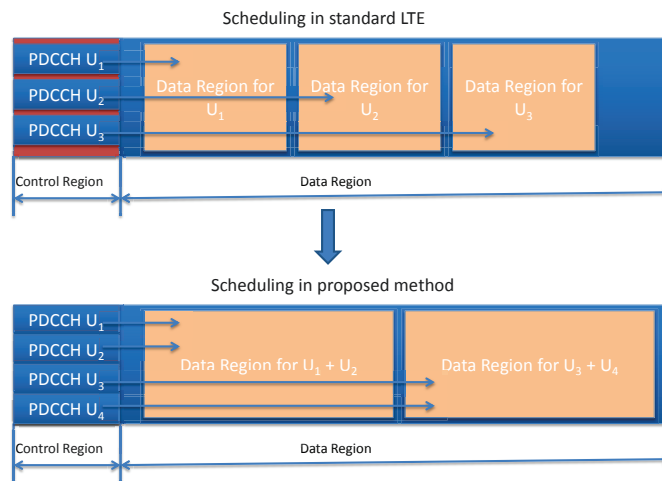 Scheduling in standard LTE
PDCCH U1
PDCCH U2
PDCCH U3
Data Region for
U1
Data Region for
U2
Data Region for
U3
Control Region
Data Region
Scheduling in proposed method
PDCCH U1
PDCCH U2
PDCCH U3
PDCCH U4
Data Region for U1 + U2
Data Region for U3 + U4
Control Region
Data Region